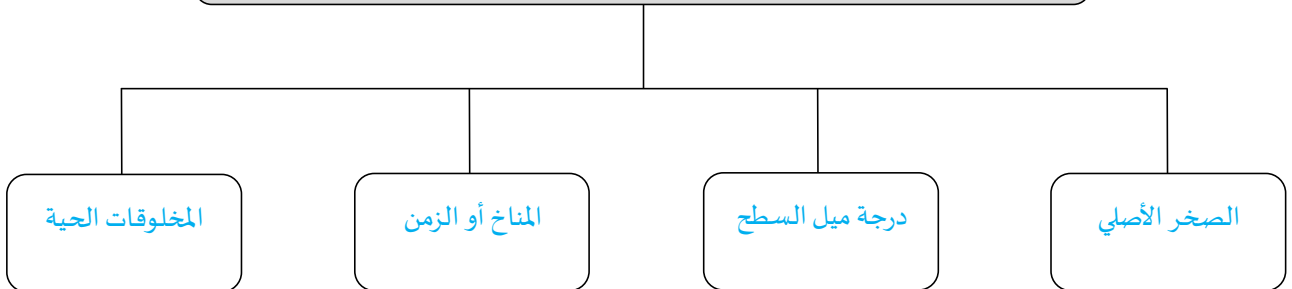 الصخر الأصلي
درجة ميل السطح
المناخ أو الزمن
المخلوقات الحية